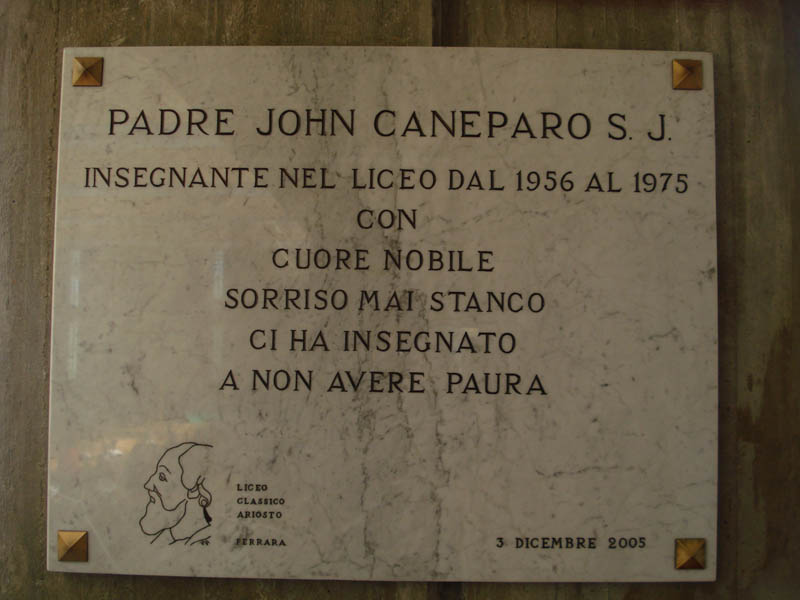 PADRE JOHN CANEPARO S. J.
INSEGNANTE NEL LICEO DAL 1956 AL 1975
CON
CUORE NOBILE
SORRISO MAI STANCO
CI HA INSEGNATO
A NON AVERE PAURA
LICEO
CLASSICO
ARIOSTO
FERRARA
3 DICEMBRE 2005